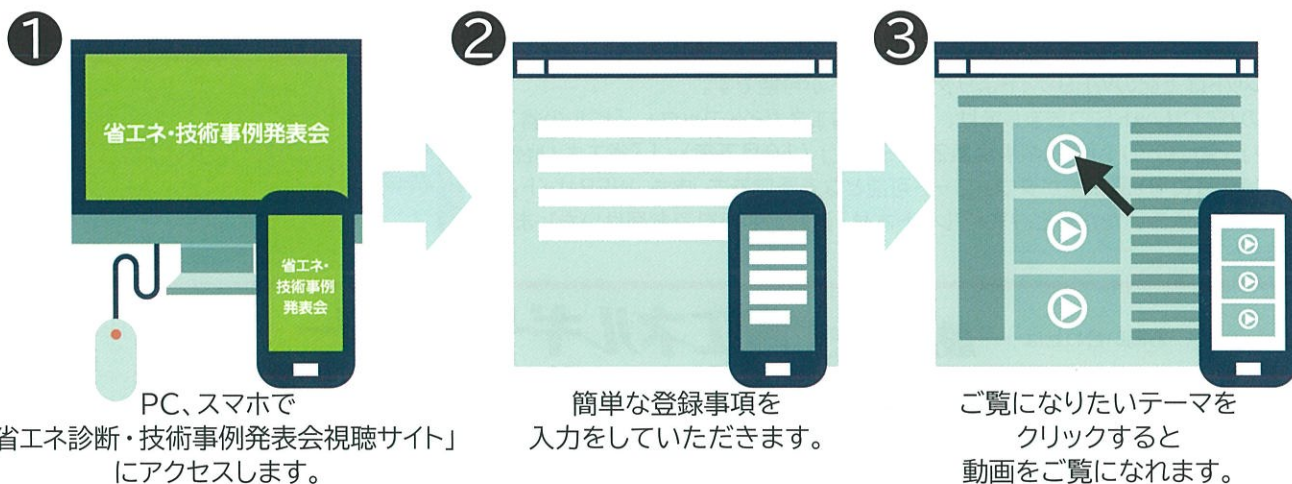 ❶
省エネ・技術事例発表会
省エネ・
技術事例
発表会
PC、スマホで
省エネ診断・技術事例発表会視聴サイト」
にアクセスします。
❷
簡単な登録事項を
入力をしていただきます。
❸
ご覧になりたいテーマを
クリックすると
動画をご覧になれます。